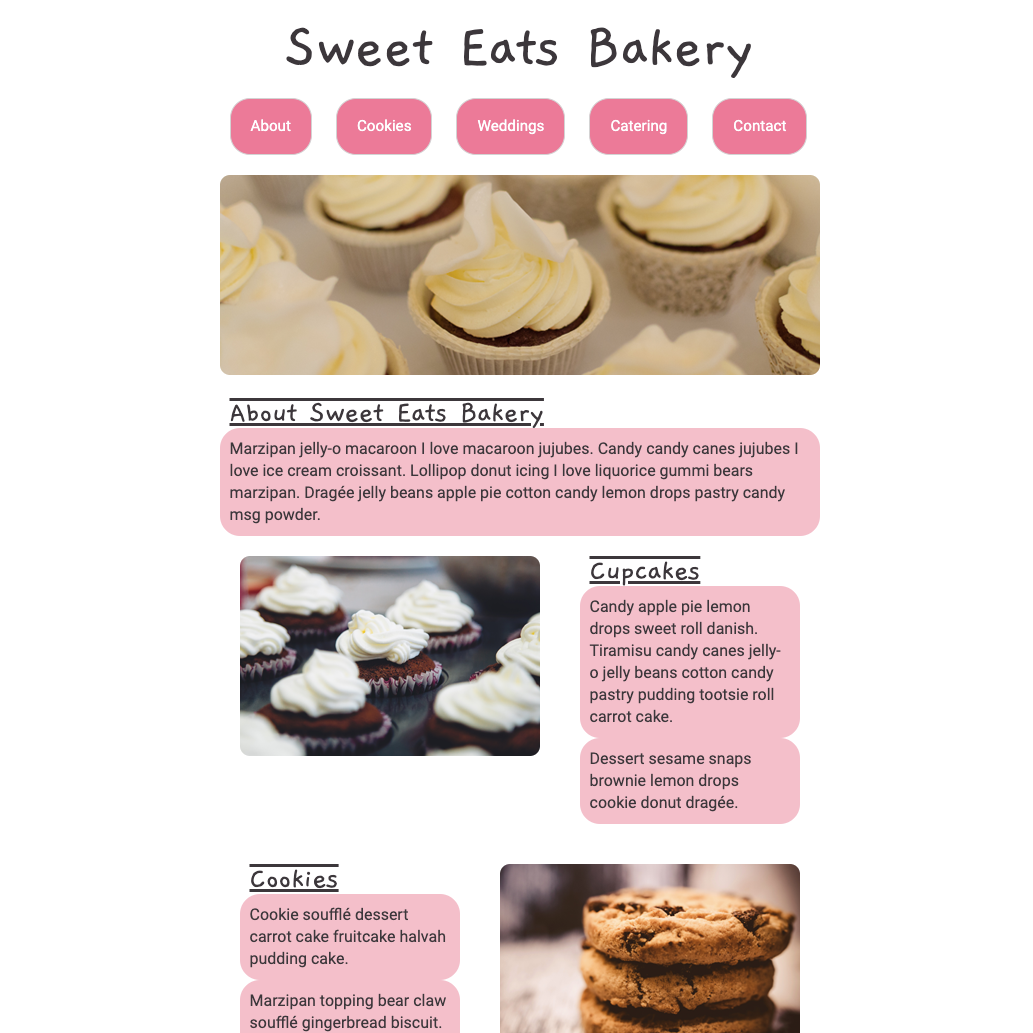 Sweet Eats Bakery
About
Cookies
Weddings
Catering
Contact
About Sweet Eats Bakery
Marzipan jelly-o macaroon I love macaroon jujubes. Candy candy canes jujubes I
love ice cream croissant. Lollipop donut icing I love liquorice gummi bears
marzipan. Dragée jelly beans apple pie cotton candy lemon drops pastry candy
msg powder.
Cupcakes
Candy apple pie lemon
drops sweet roll danish.
Tiramisu candy canes jelly-
o jelly beans cotton candy
pastry pudding tootsie roll
carrot cake.
Dessert sesame snaps
brownie lemon drops
cookie donut dragée.
Cookies
Cookie soufflé dessert
carrot cake fruitcake halvah
pudding cake.
Marzipan topping bear claw
soufflé gingerbread biscuit.